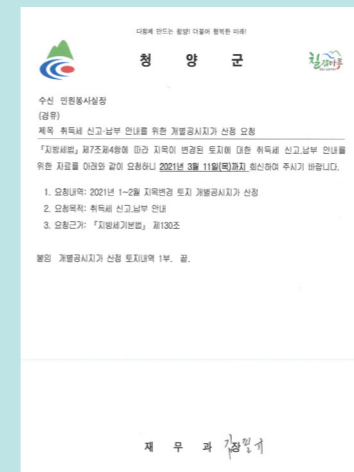 다함께 만드는 청양! 더불어 행복한 미래!
청 양 군
수신 민원봉사실장
(경유)
제목 취득세 신고·납부 안내를 위한 개별공시지가 산정 요청
『지방세법』 제7조제4항에 따라 지목이 변경된 토지에 대한 취득세 신고,납부 안내를
위한 자료를 아래와 같이 요청하니 2021년 3월 11일(목)까지 회신하여 주시기 바랍니다.
1. 요청내역: 2021년 1~2월 지목변경 토지 개별공시지가 산정
2. 요청목적: 취득세 신고,납부 안내
3. 요청근거: 『지방세기본법』 제130조
붙임 개별공시지가 산정 토지내역 1부. 끝.
재 무 과 장